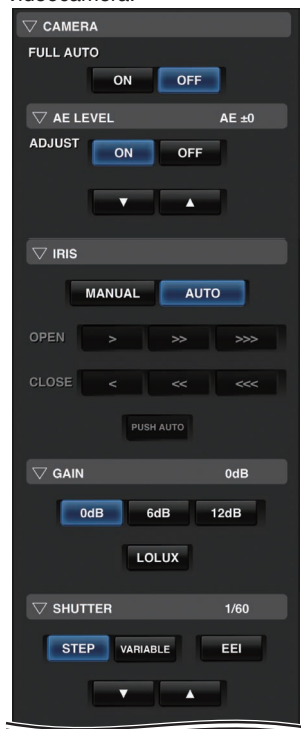 ▽ CAMERA
FULL AUTO
ON OFF
▽ AE LEVEL AE ±0
ADJUST ON OFF
▼ ▲
▽ IRIS
MANUAL AUTO
OPEN > >> >>>
CLOSE < << <<<
PUSH AUTO
▽ GAIN 0dB
0dB 6dB 12dB
LOLUX
▽ SHUTTER 1/60
STEP VARIABLE EEI
▼ ▲